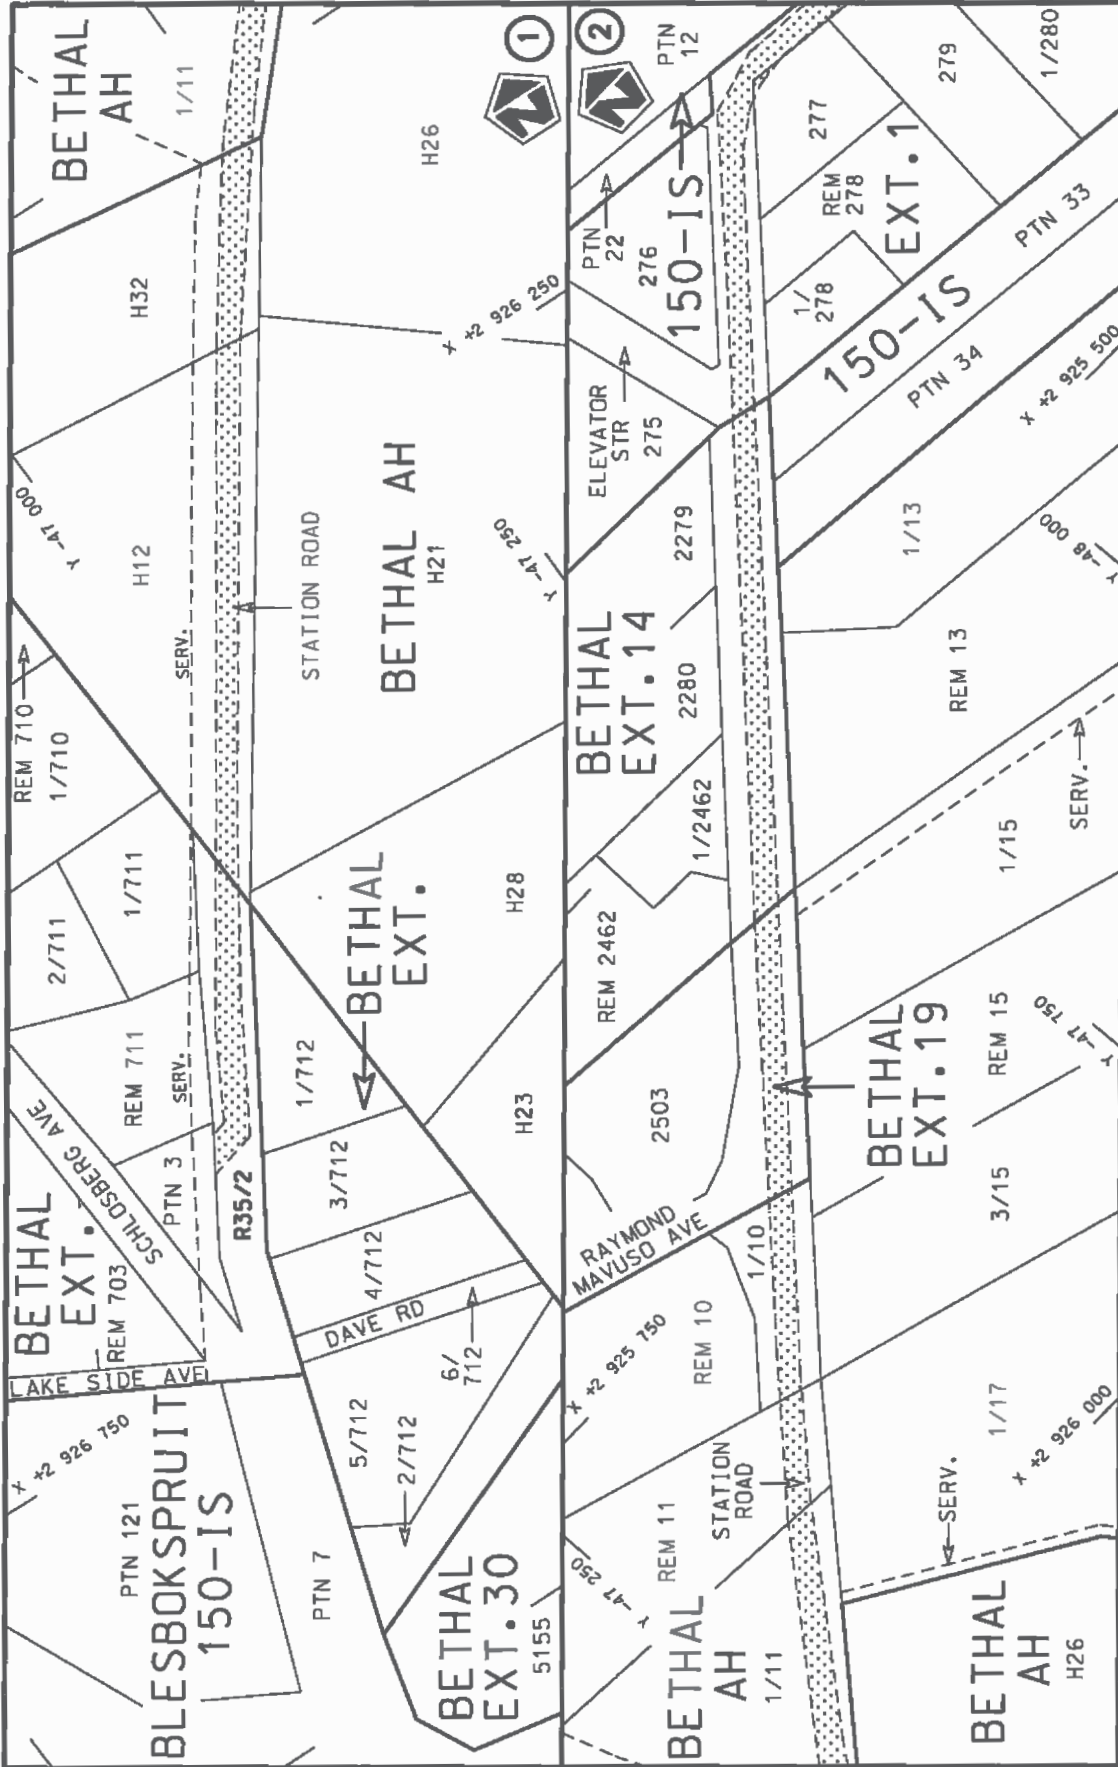 BETHAL
AH
1/11
H26
1
H32
X +2 926 250
Y -47 000
H12
SERV.
STATION ROAD
BETHAL AH
H21
Y -47 250
REM 710
1/710
1/711
2/711
BETHAL
EXT.
H28
REM 711
SERV.
1/712
H23
SCHLOSBERG AVE
PTN 3
R35/2
3/712
BETHAL
EXT.
REM 703
4/712
DAVE RD
6/
712
LAKE SIDE AVE
X +2 926 750
5/712
2/712
BLESBOKSPRUIT
150-IS
PTN 121
PTN 7
BETHAL
EXT.30
5155
2
PTN
12
279
1/280
277
PTN
22
276
150-IS
REM
278
EXT.1
PTN 33
1/
278
150-IS
PTN 34
X +2 925 500
ELEVATOR
STR
275
2279
1/13
Y -48 000
BETHAL
EXT.14
2280
REM 13
1/2462
SERV.
1/15
REM 2462
BETHAL
EXT.19
REM 15
Y -47 750
2503
RAYMOND
MAVUSO AVE
1/10
3/15
X +2 925 750
REM 10
1/17
X +2 926 000
STATION
ROAD
REM 11
SERV.
Y -47 250
BETHAL
AH
1/11
BETHAL
AH
H26